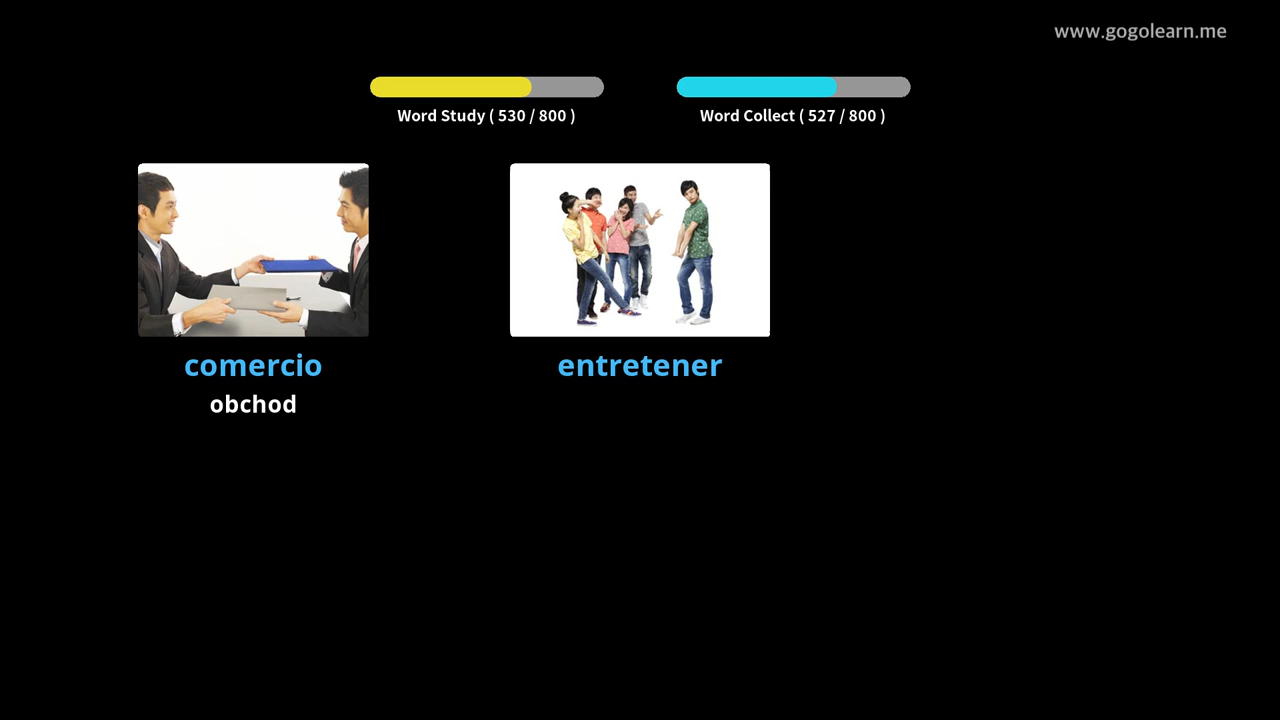 www.gogolearn.me
Word Study ( 530 / 800 )
Word Collect ( 527 / 800 )
comercio
obchod
entretener